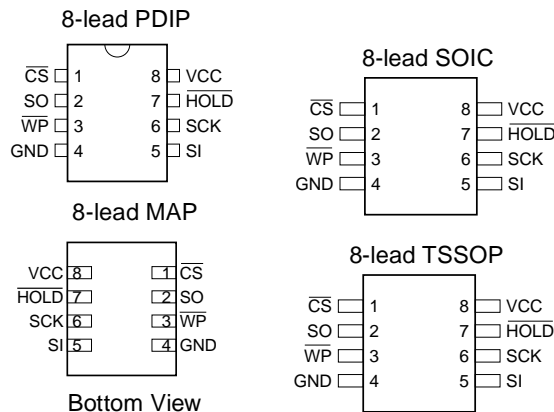 8-lead PDIP
CS 1 8 VCC
SO 2 7 HOLD
WP 3 6 SCK
GND 4 5 SI
8-lead SOIC
CS 1 8 VCC
SO 2 7 HOLD
WP 3 6 SCK
GND 4 5 SI
8-lead MAP
VCC 8 1 CS
HOLD 7 2 SO
SCK 6 3 WP
SI 5 4 GND
Bottom View
8-lead TSSOP
CS 1 8 VCC
SO 2 7 HOLD
WP 3 6 SCK
GND 4 5 SI